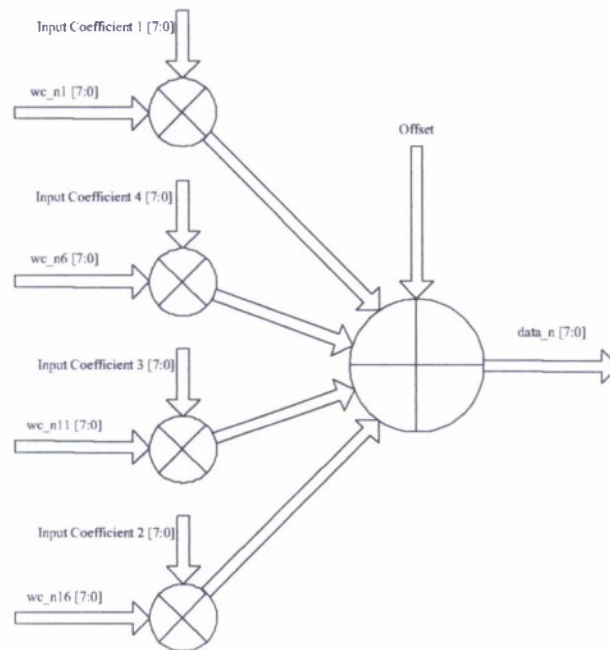 Input Coefficient 1 [7:0]
wc_n1 [7:0]
Offset
Input Coefficient 4 [7:0]
wc_n6 [7:0]
data_n [7:0]
Input Coefficient 3 [7:0]
wc_n11 [7:0]
Input Coefficient 2 [7:0]
wc_n16 [7:0]